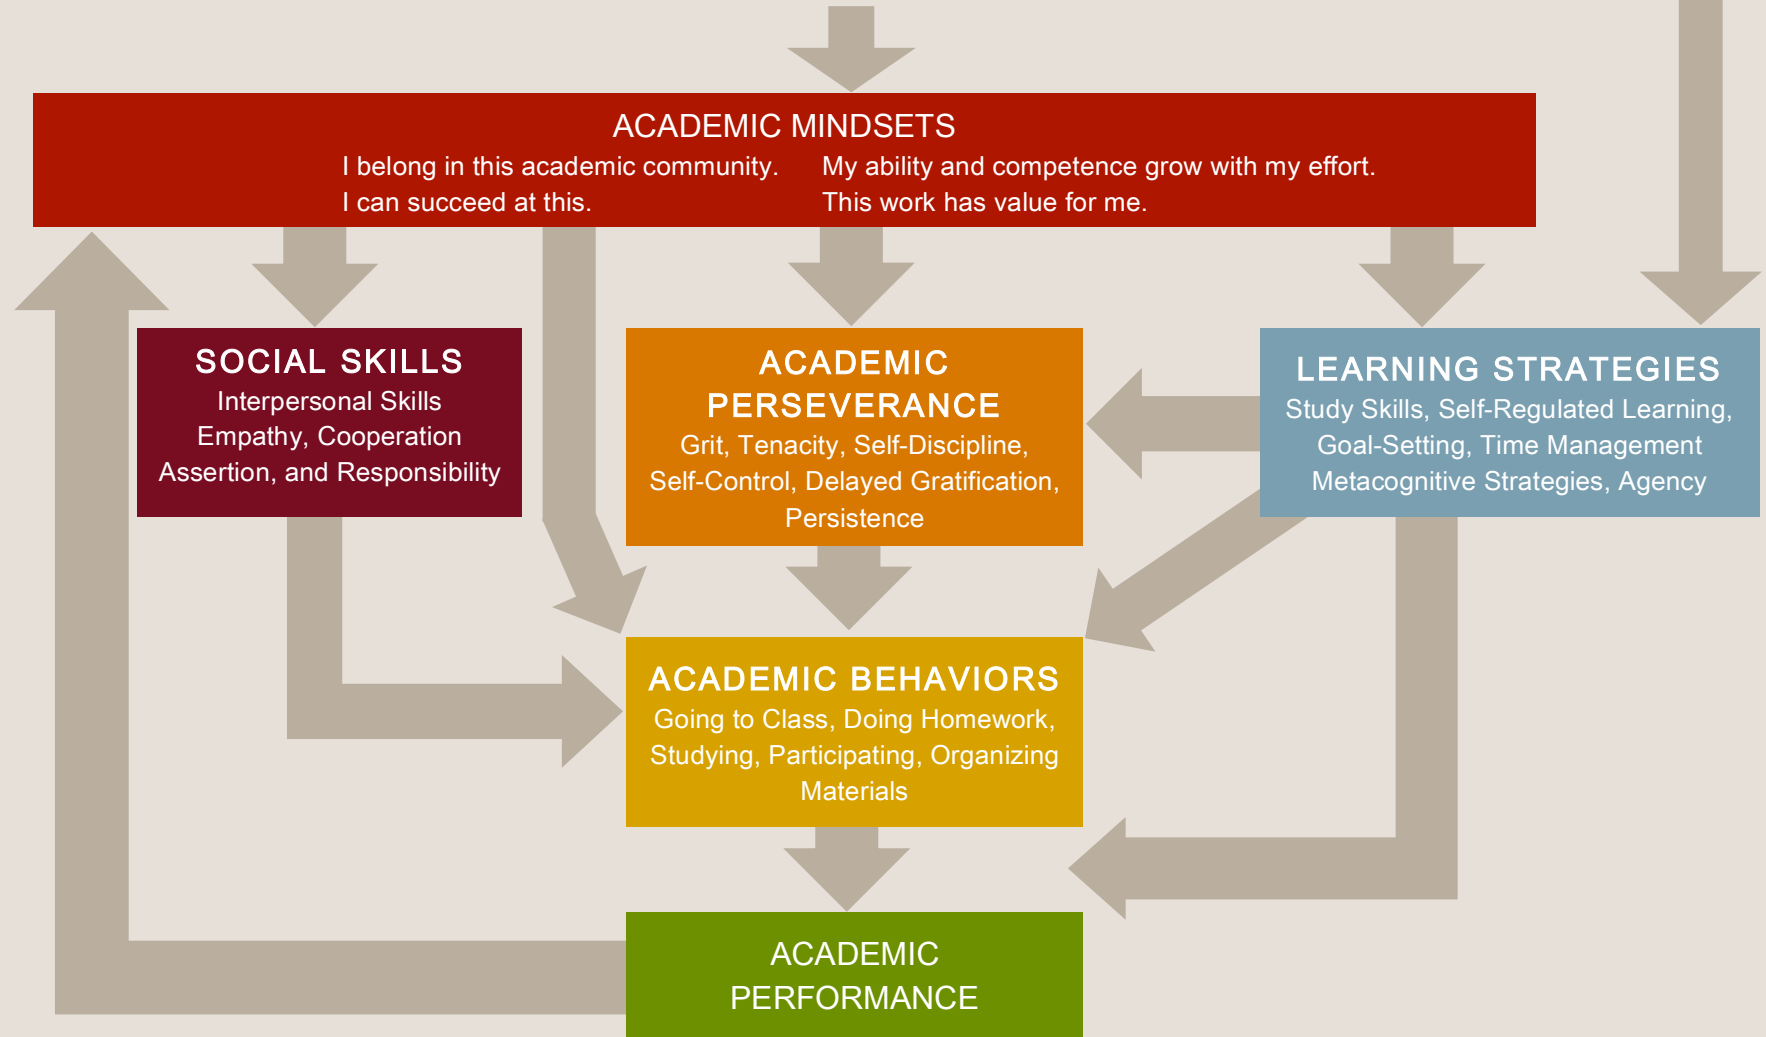 ACADEMIC MINDSETS
I belong in this academic community.
I can succeed at this.
My ability and competence grow with my effort.
This work has value for me.
SOCIAL SKILLS
Interpersonal Skills
Empathy, Cooperation
Assertion, and Responsibility
ACADEMIC
PERSEVERANCE
Grit, Tenacity, Self-Discipline,
Self-Control, Delayed Gratification,
Persistence
LEARNING STRATEGIES
Study Skills, Self-Regulated Learning,
Goal-Setting, Time Management
Metacognitive Strategies, Agency
ACADEMIC BEHAVIORS
Going to Class, Doing Homework,
Studying, Participating, Organizing
Materials
ACADEMIC
PERFORMANCE